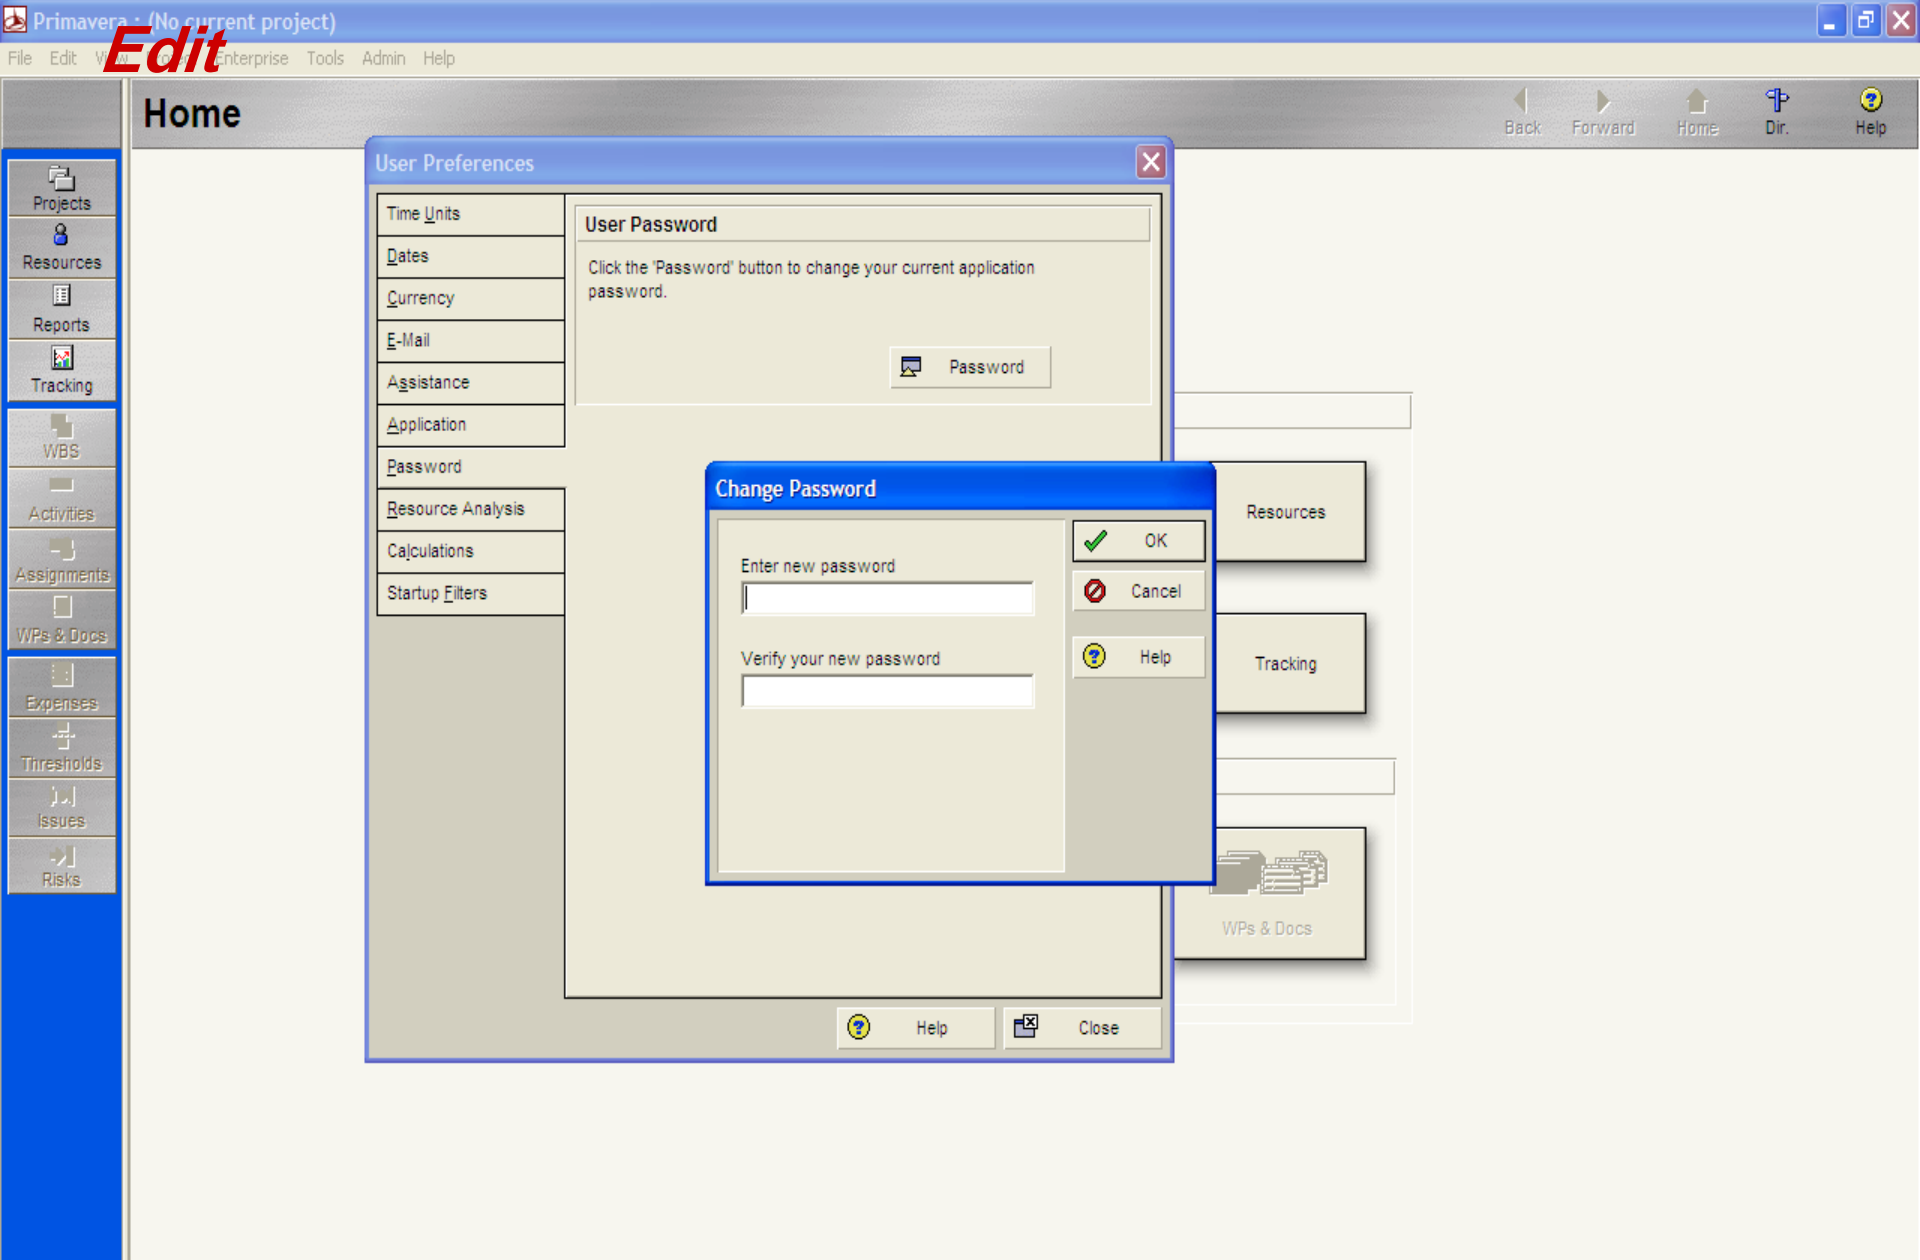 Primavera : (No current project)
Edit
File Edit View Project Enterprise Tools Admin Help
Home
Back Forward Home Dir. Help
Projects
Resources
Reports
Tracking
WBS
Activities
Assignments
WPs & Docs
Expenses
Thresholds
Issues
Risks
User Preferences
Time Units
Dates
Currency
E-Mail
Assistance
Application
Password
Resource Analysis
Calculations
Startup Filters
User Password
Click the 'Password' button to change your current application
password.
Password
Change Password
Enter new password
Verify your new password
OK
Cancel
Help
Resources
Tracking
WPs & Docs
Help
Close